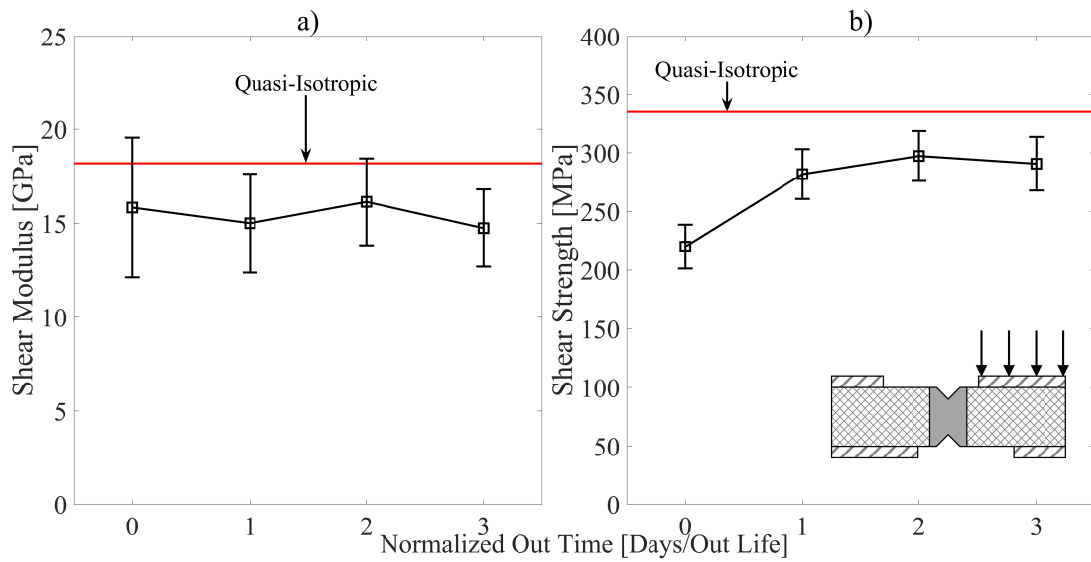 a)
25
20
15
10
5
0
Shear Modulus [GPa]
Quasi-Isotropic
0 1 2 3
b)
400
350
300
250
200
150
100
50
0
Shear Strength [MPa]
Quasi-Isotropic
0 1 2 3
Normalized Out Time [Days/Out Life]